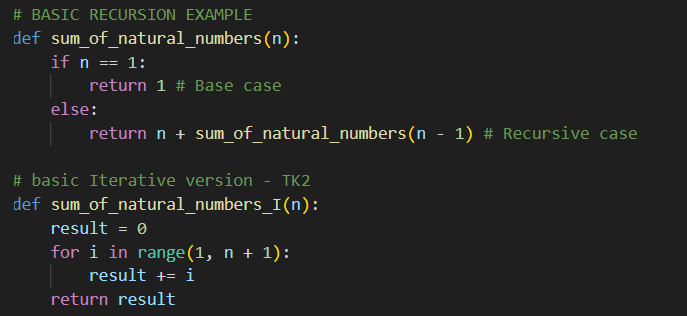 # BASIC RECURSION EXAMPLE
def sum_of_natural_numbers(n):
    if n == 1:
        return 1 # Base case
    else:
        return n + sum_of_natural_numbers(n - 1) # Recursive case

# basic Iterative version - TK2
def sum_of_natural_numbers_I(n):
    result = 0
    for i in range(1, n + 1):
        result += i
    return result